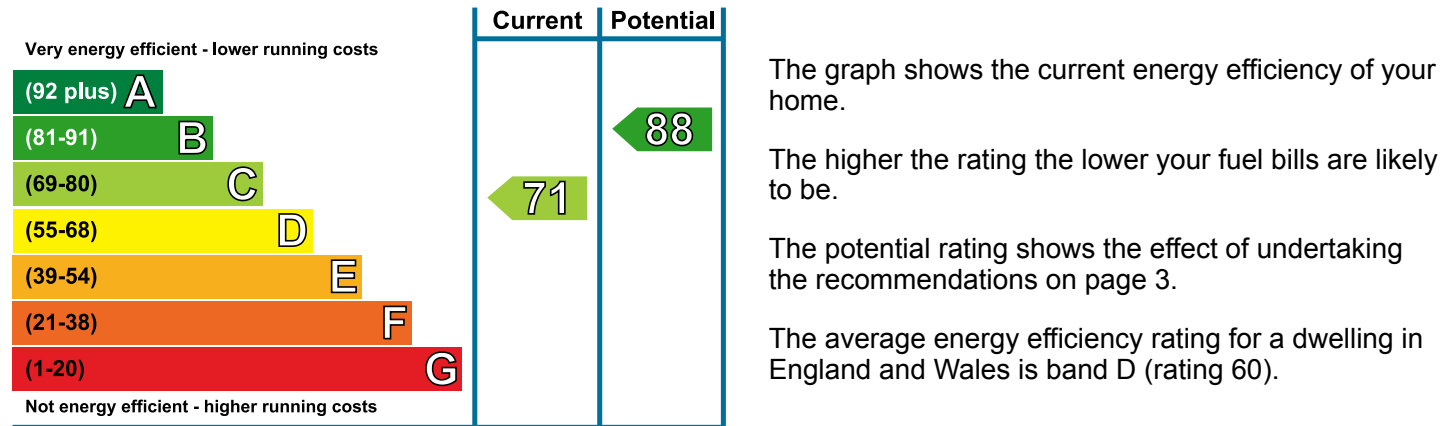 Current Potential
Very energy efficient - lower running costs
(92 plus) A
(81-91) B
88
(69-80) C
71
(55-68) D
(39-54) E
(21-38) F
(1-20) G
Not energy efficient - higher running costs
The graph shows the current energy efficiency of your
home.
The higher the rating the lower your fuel bills are likely
to be.
The potential rating shows the effect of undertaking
the recommendations on page 3.
The average energy efficiency rating for a dwelling in
England and Wales is band D (rating 60).